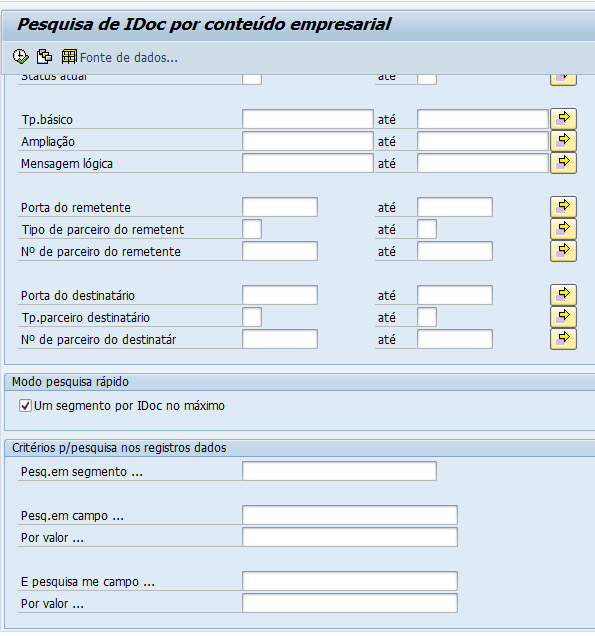 Pesquisa de IDoc por conteúdo empresarial
Fonte de dados...
Status atual até
Tp.básico até
Ampliação até
Mensagem lógica até
Porta do remetente até
Tipo de parceiro do remetent até
Nº de parceiro do remetente até
Porta do destinatário até
Tp.parceiro destinatário até
Nº de parceiro do destinatár até
Modo pesquisa rápido
Um segmento por IDoc no máximo
Critérios p/pesquisa nos registros dados
Pesq.em segmento ...
Pesq.em campo ...
Por valor ...
E pesquisa me campo ...
Por valor ...